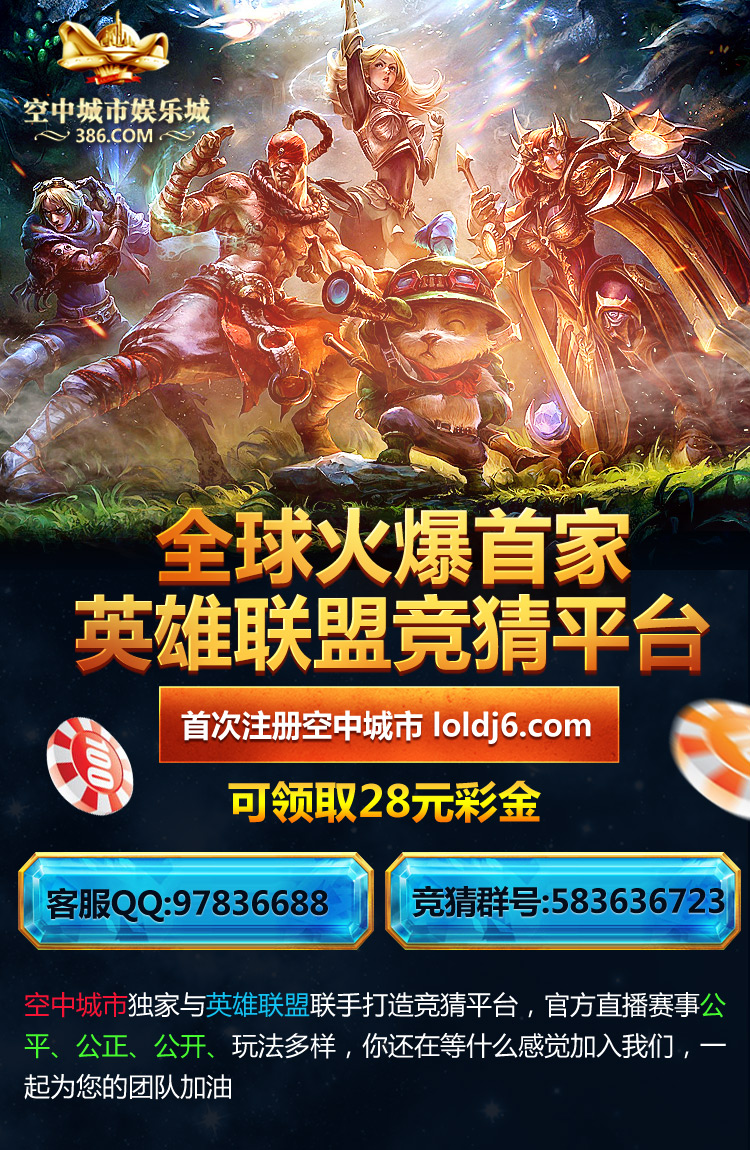 空中城市娱乐城
386.COM
全球火爆首家
英雄联盟竞猜平台
首次注册空中城市 loldj6.com
100
可领取28元彩金
客服QQ:97836688
竞猜群号:583636723
空中城市独家与英雄联盟联手打造竞猜平台，官方直播赛事公
平、公正、公开、玩法多样，你还在等什么感觉加入我们，一
起为您的团队加油